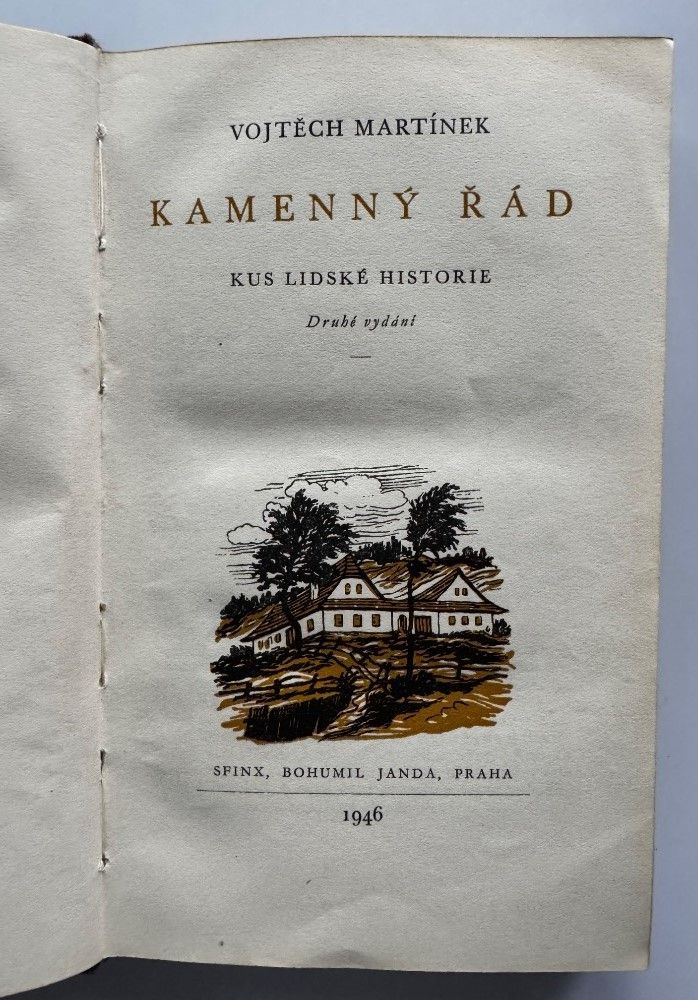 VOJTĚCH MARTÍNEK
KAMENNÝ ŘÁD
KUS LIDSKÉ HISTORIE
Druhé vydání
SFINX, BOHUMIL JANDA, PRAHA
1946